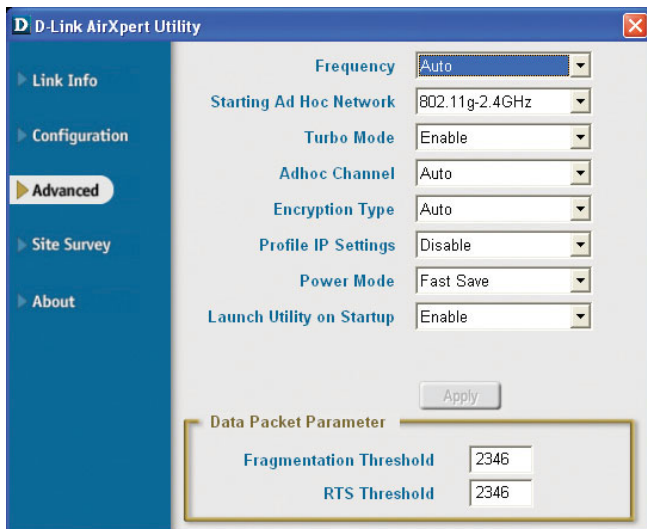 D D-Link AirXpert Utility
Link Info
Configuration
Advanced
Site Survey
About
Frequency Auto
Starting Ad Hoc Network 802.11g-2.4GHz
Turbo Mode Enable
Adhoc Channel Auto
Encryption Type Auto
Profile IP Settings Disable
Power Mode Fast Save
Launch Utility on Startup Enable
Apply
Data Packet Parameter
Fragmentation Threshold 2346
RTS Threshold 2346